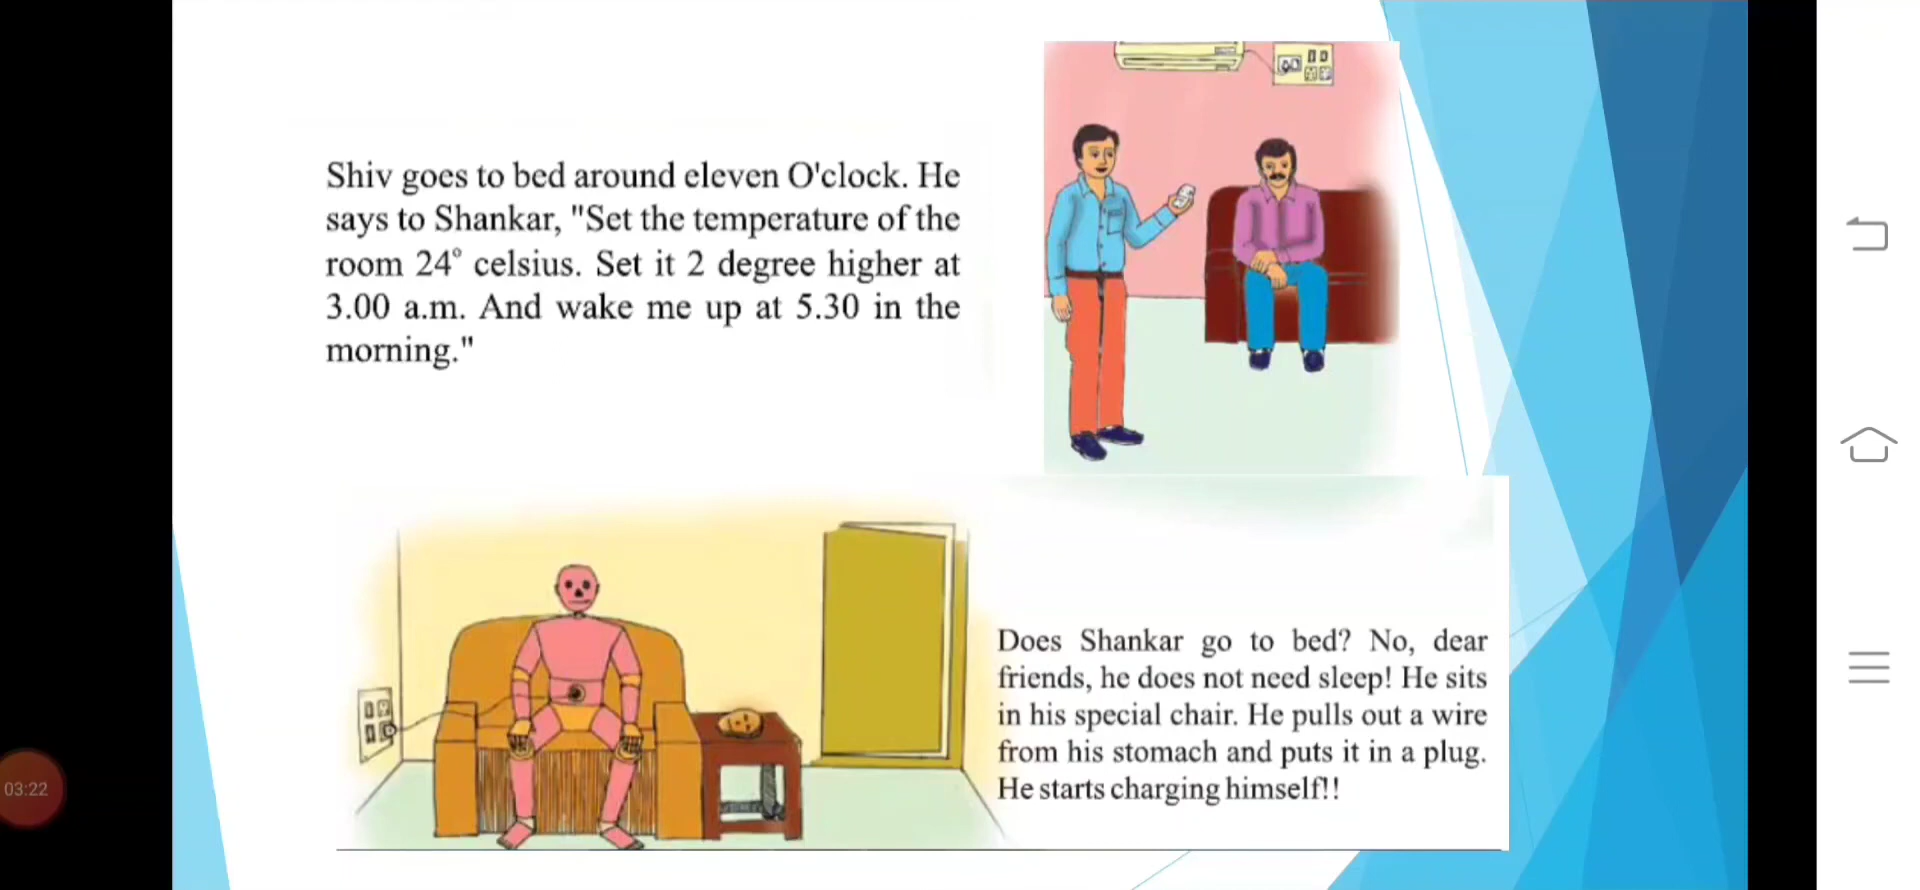 Shiv goes to bed around eleven O'clock. He
says to Shankar, "Set the temperature of the
room 24° celsius. Set it 2 degree higher at
3.00 a.m. And wake me up at 5.30 in the
morning."
Does Shankar go to bed? No, dear
friends, he does not need sleep! He sits
in his special chair. He pulls out a wire
from his stomach and puts it in a plug.
He starts charging himself!!
03:22